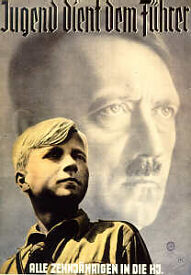 Jugend dient dem Führer
ALLE ZEHNJÄHRIGEN IN DIE HJ.